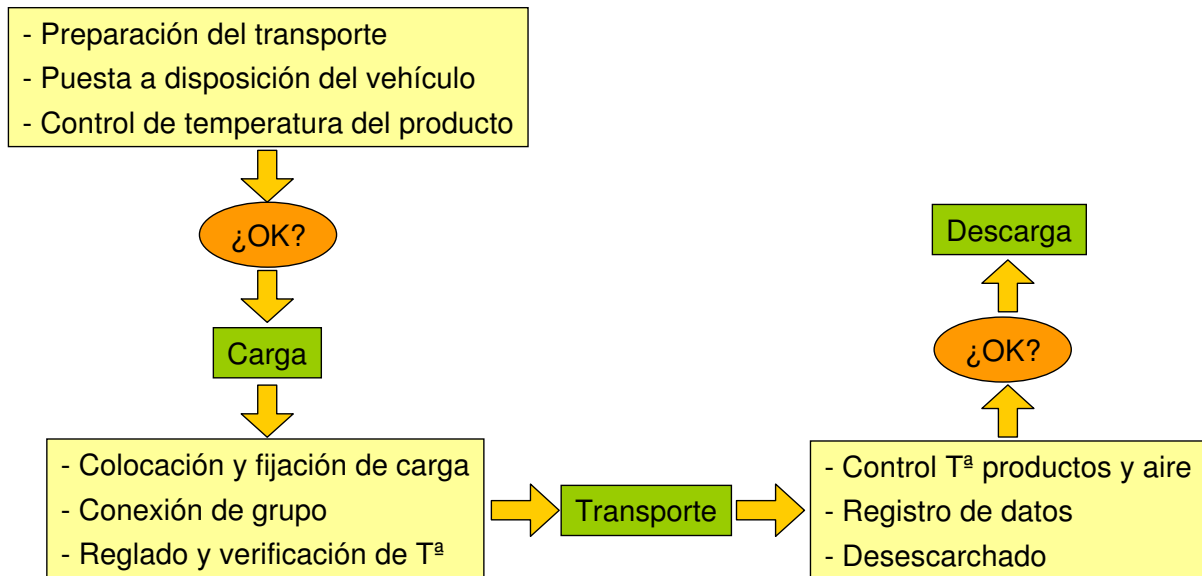 - Preparación del transporte
- Puesta a disposición del vehículo
- Control de temperatura del producto
¿OK?
Carga
- Colocación y fijación de carga
- Conexión de grupo
- Reglado y verificación de Tª
Transporte
- Control Tª productos y aire
- Registro de datos
- Desescarchado
¿OK?
Descarga